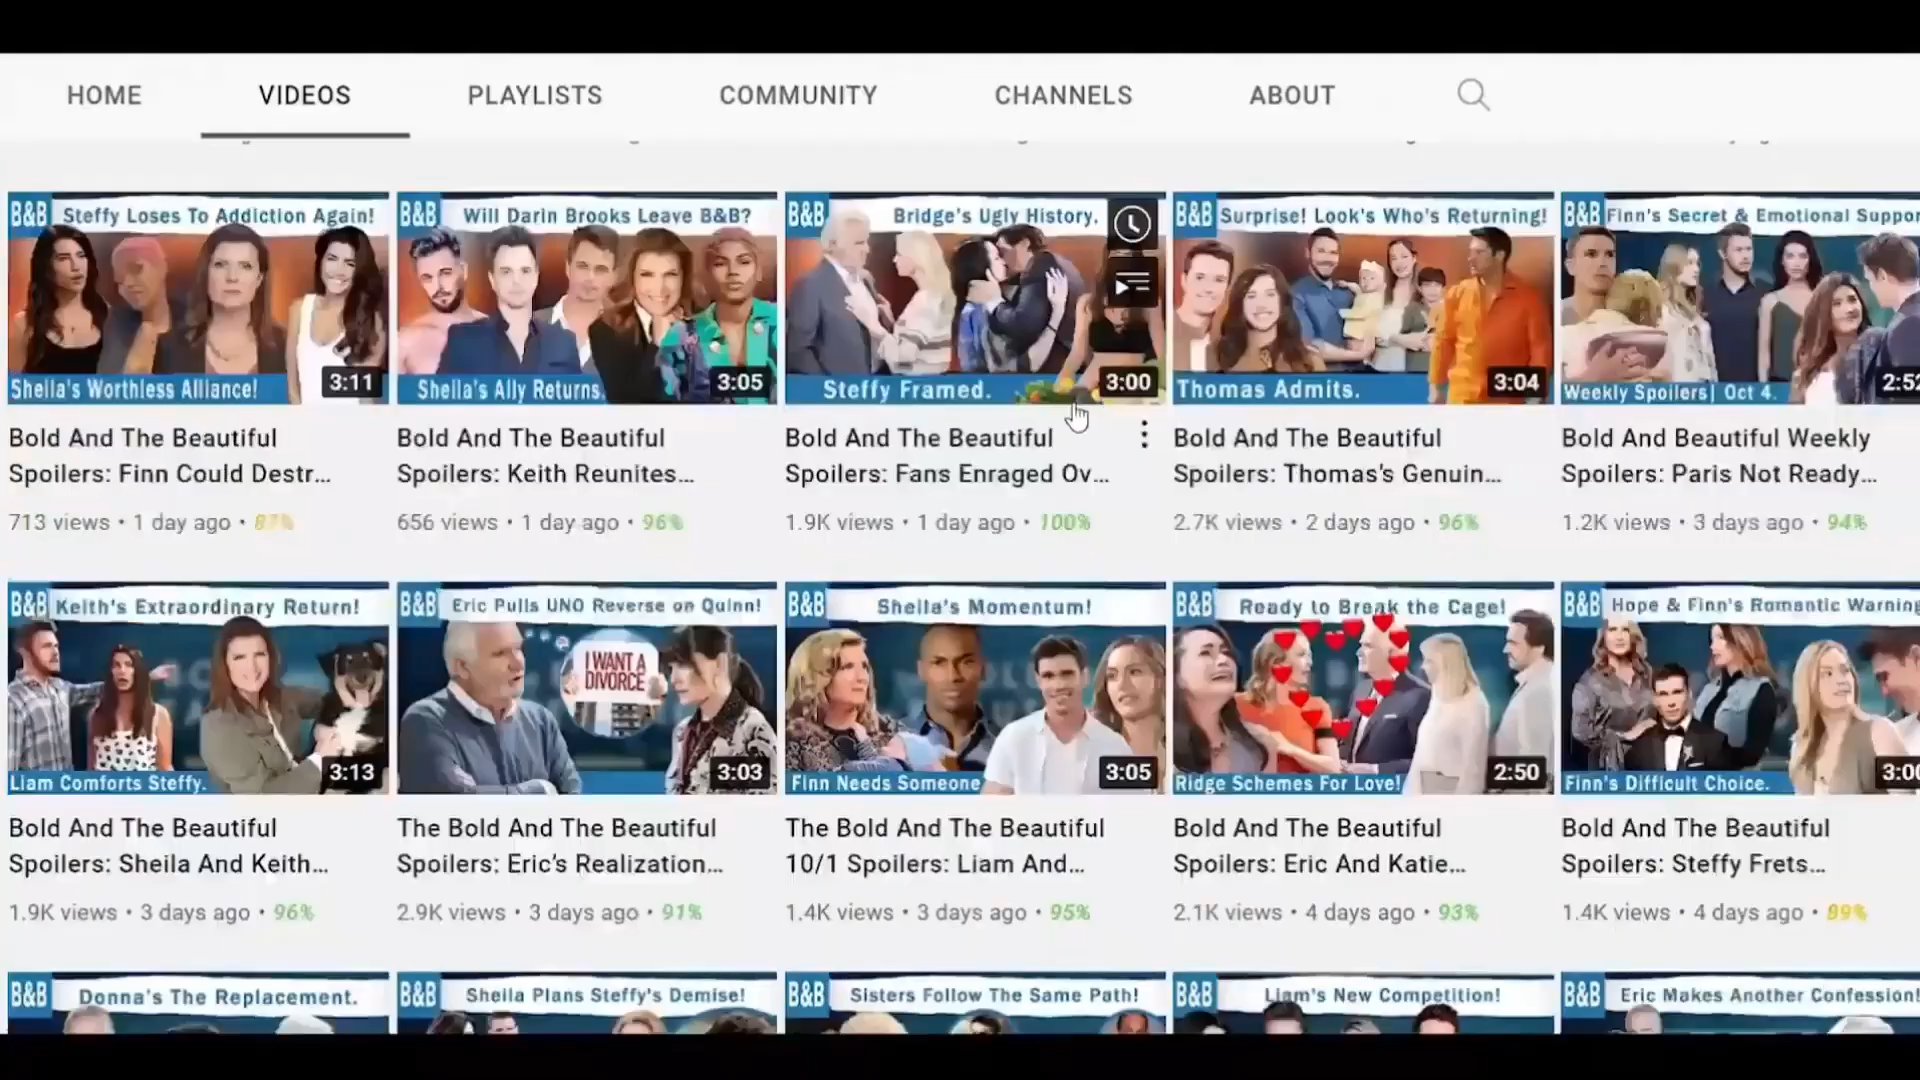 HOME
VIDEOS
PLAYLISTS
COMMUNITY
CHANNELS
ABOUT
B&B Steffy Loses To Addiction Again!
Sheila's Worthless Alliance!
3:11
B&B Will Darin Brooks Leave B&B?
Sheila's Ally Returns.
3:05
B&B Bridge's Ugly History.
Steffy Framed.
3:00
B&B Surprise! Look's Who's Returning!
Thomas Admits.
3:04
B&B Finn's Secret & Emotional Suppor
Weekly Spoilers| Oct 4.
2:52
Bold And The Beautiful
Spoilers: Finn Could Destr...
713 views • 1 day ago • 87%
Bold And The Beautiful
Spoilers: Keith Reunites...
656 views • 1 day ago • 96%
Bold And The Beautiful
Spoilers: Fans Enraged Ov...
1.9K views • 1 day ago • 100%
Bold And The Beautiful
Spoilers: Thomas's Genuin...
2.7K views • 2 days ago • 96%
Bold And Beautiful Weekly
Spoilers: Paris Not Ready...
1.2K views • 3 days ago • 94%
B&B Keith's Extraordinary Return!
Liam Comforts Steffy.
3:13
B&B Eric Pulls UNO Reverse on Quinn!
I WANT A
DIVORCE
3:03
B&B Sheila's Momentum!
Finn Needs Someone
3:05
B&B Ready to Break the Cage!
Ridge Schemes For Love!
2:50
B&B Hope & Finn's Romantic Warning
Finn's Difficult Choice.
3:00
Bold And The Beautiful
Spoilers: Sheila And Keith...
1.9K views • 3 days ago • 96%
The Bold And The Beautiful
Spoilers: Eric's Realization...
2.9K views • 3 days ago • 91%
The Bold And The Beautiful
10/1 Spoilers: Liam And...
1.4K views • 3 days ago • 95%
Bold And The Beautiful
Spoilers: Eric And Katie...
2.1K views • 4 days ago • 93%
Bold And The Beautiful
Spoilers: Steffy Frets...
1.4K views • 4 days ago • 89%
B&B Donna's The Replacement.
B&B Sheila Plans Steffy's Demise!
B&B Sisters Follow The Same Path!
B&B Liam's New Competition!
B&B Eric Makes Another Confession!